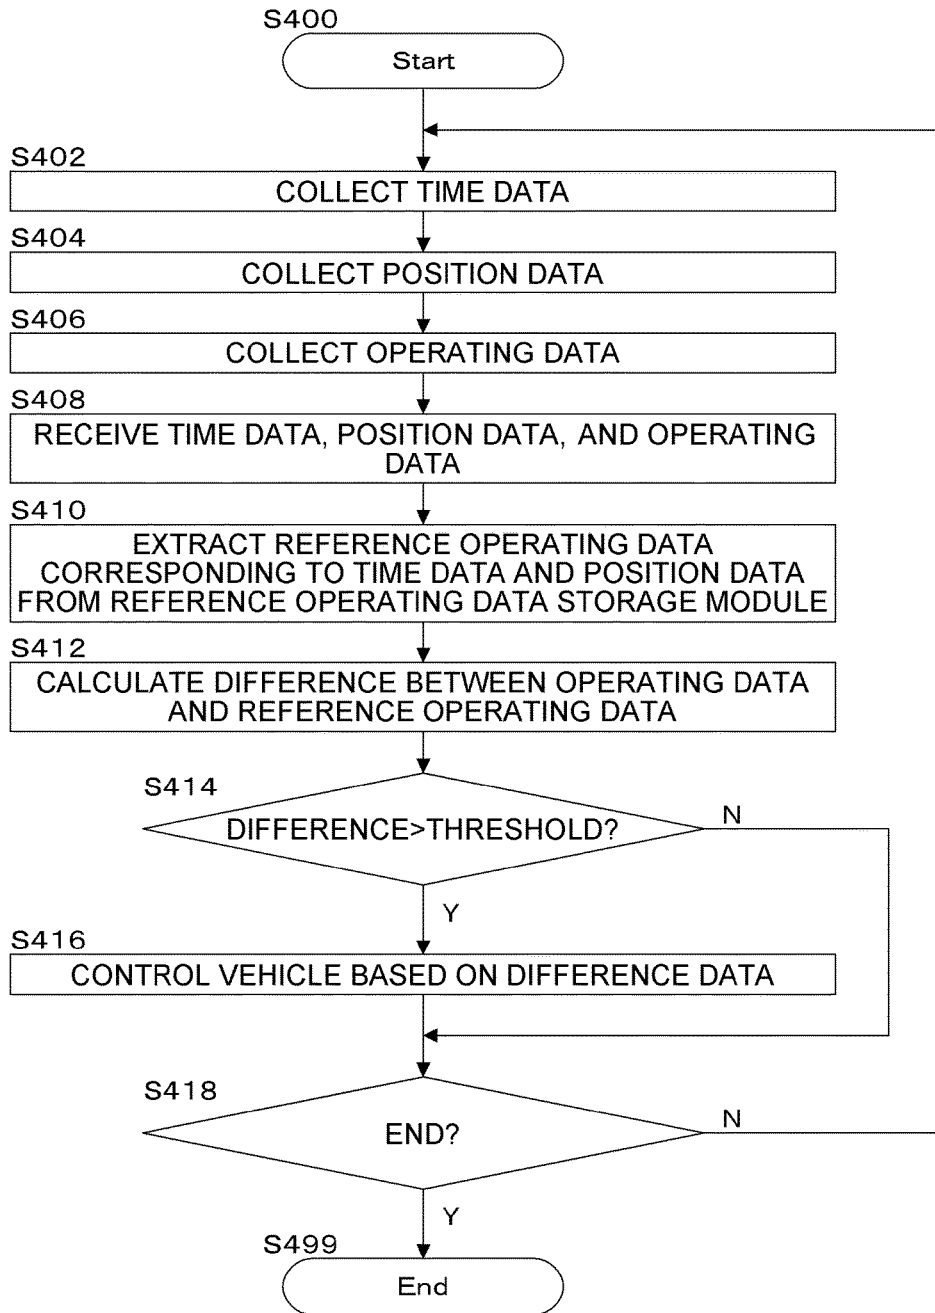 S400
Start
S402
COLLECT TIME DATA
S404
COLLECT POSITION DATA
S406
COLLECT OPERATING DATA
S408
RECEIVE TIME DATA, POSITION DATA, AND OPERATING
DATA
S410
EXTRACT REFERENCE OPERATING DATA
CORRESPONDING TO TIME DATA AND POSITION DATA
FROM REFERENCE OPERATING DATA STORAGE MODULE
S412
CALCULATE DIFFERENCE BETWEEN OPERATING DATA
AND REFERENCE OPERATING DATA
S414
DIFFERENCE>THRESHOLD?
N
Y
S416
CONTROL VEHICLE BASED ON DIFFERENCE DATA
S418
END?
N
Y
S499
End